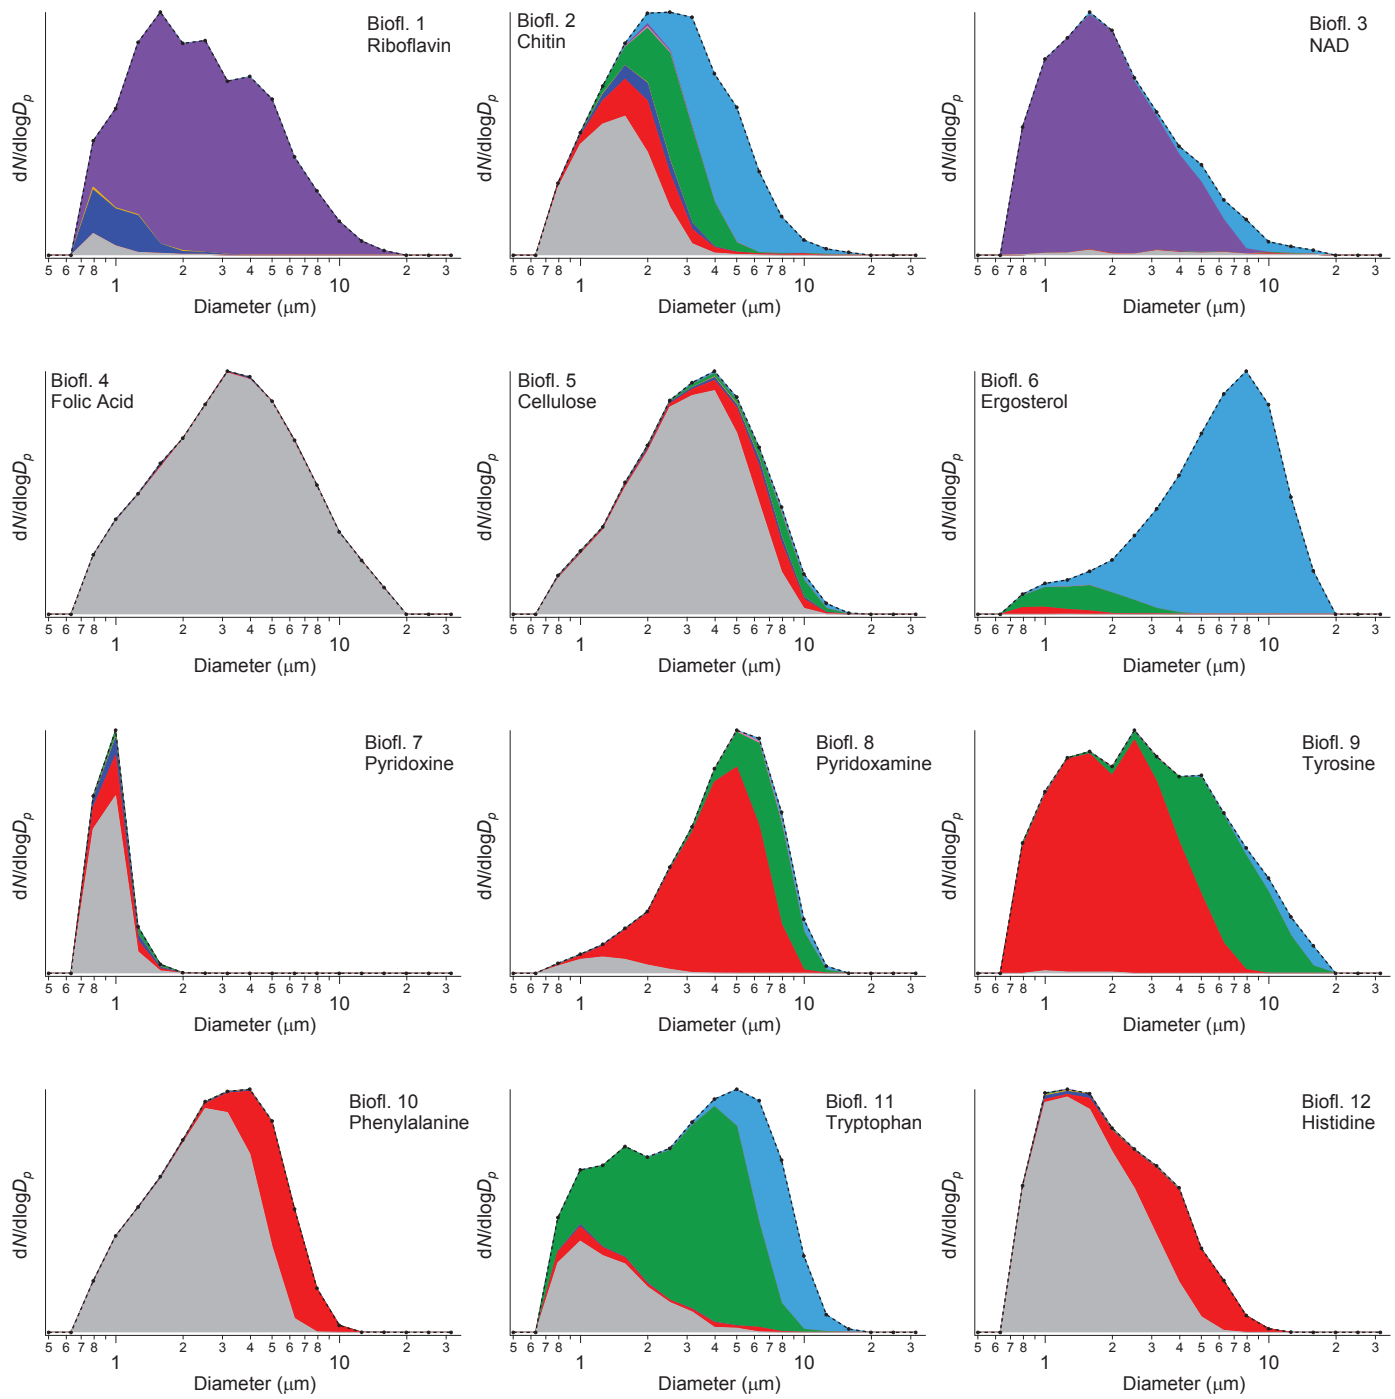 Biofl. 1
Riboflavin
dN/dlogDp
5 6 7 8 2 3 4 5 6 7 8 2 3
1 10
Diameter (μm)
Biofl. 2
Chitin
dN/dlogDp
5 6 7 8 2 3 4 5 6 7 8 2 3
1 10
Diameter (μm)
Biofl. 3
NAD
dN/dlogDp
5 6 7 8 2 3 4 5 6 7 8 2 3
1 10
Diameter (μm)
Biofl. 4
Folic Acid
dN/dlogDp
5 6 7 8 2 3 4 5 6 7 8 2 3
1 10
Diameter (μm)
Biofl. 5
Cellulose
dN/dlogDp
5 6 7 8 2 3 4 5 6 7 8 2 3
1 10
Diameter (μm)
Biofl. 6
Ergosterol
dN/dlogDp
5 6 7 8 2 3 4 5 6 7 8 2 3
1 10
Diameter (μm)
Biofl. 7
Pyridoxine
dN/dlogDp
5 6 7 8 2 3 4 5 6 7 8 2 3
1 10
Diameter (μm)
Biofl. 8
Pyridoxamine
dN/dlogDp
5 6 7 8 2 3 4 5 6 7 8 2 3
1 10
Diameter (μm)
Biofl. 9
Tyrosine
dN/dlogDp
5 6 7 8 2 3 4 5 6 7 8 2 3
1 10
Diameter (μm)
Biofl. 10
Phenylalanine
dN/dlogDp
5 6 7 8 2 3 4 5 6 7 8 2 3
1 10
Diameter (μm)
Biofl. 11
Tryptophan
dN/dlogDp
5 6 7 8 2 3 4 5 6 7 8 2 3
1 10
Diameter (μm)
Biofl. 12
Histidine
dN/dlogDp
5 6 7 8 2 3 4 5 6 7 8 2 3
1 10
Diameter (μm)